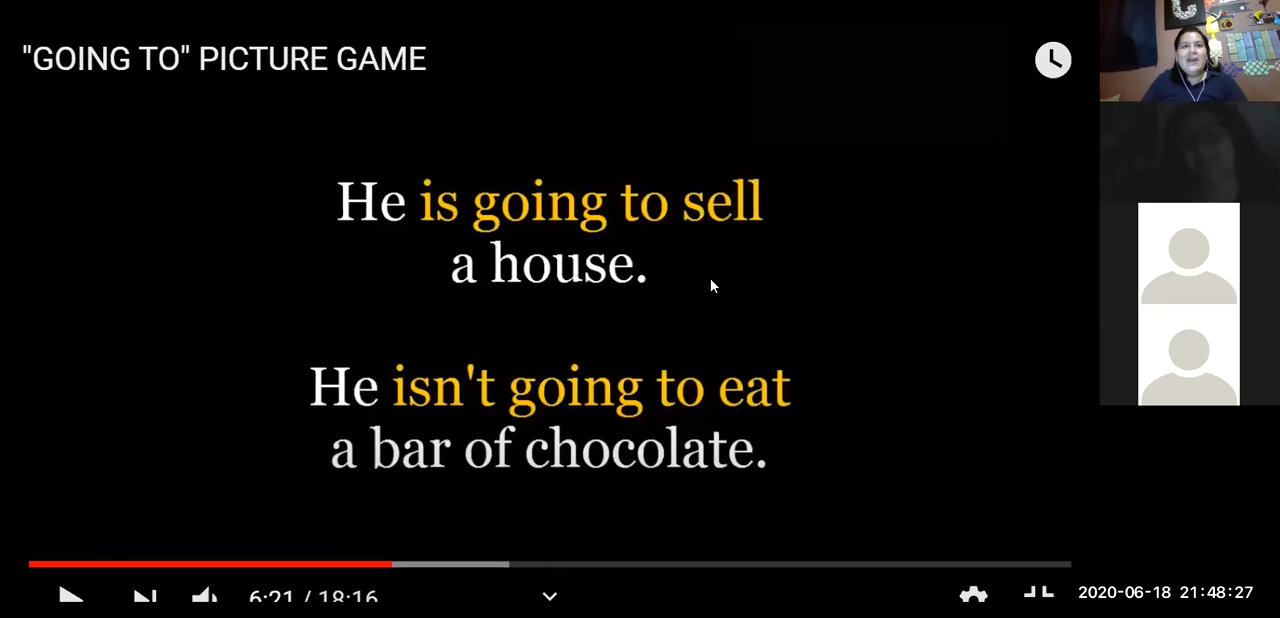 "GOING TO" PICTURE GAME
He is going to sell
a house.
He isn't going to eat
a bar of chocolate.
6:21 / 18:16
2020-06-18 21:48:27